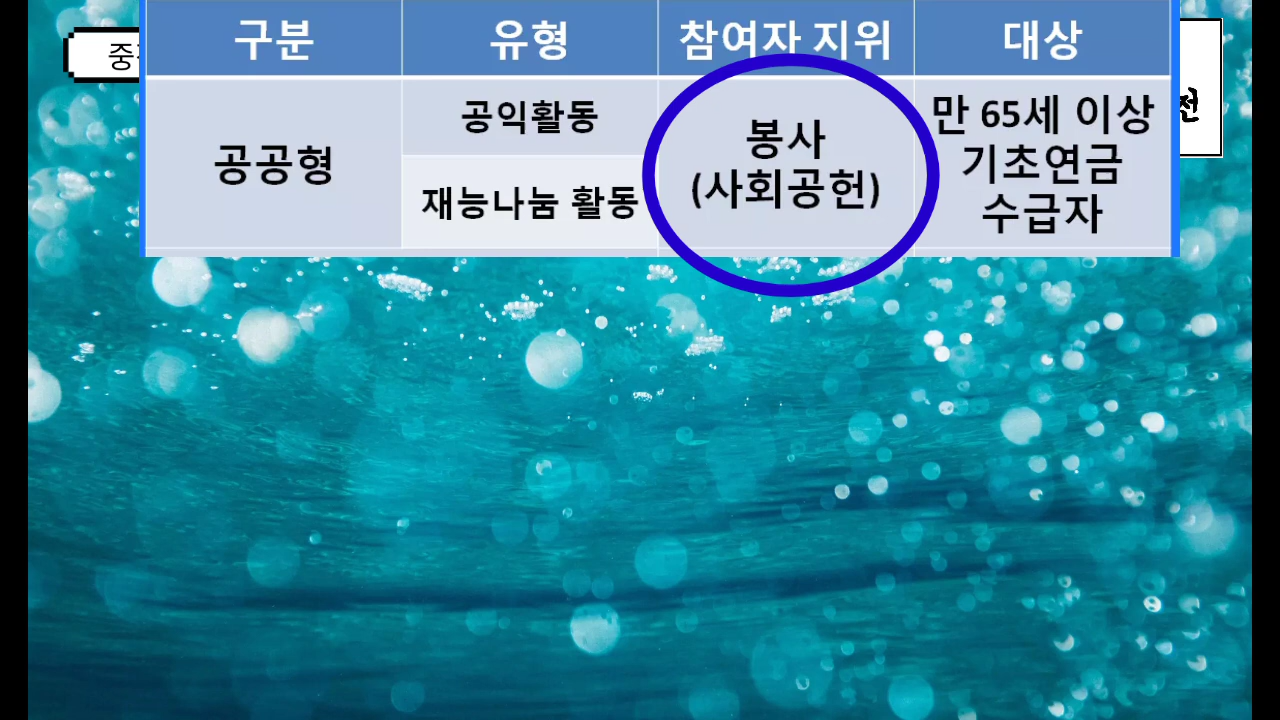 구분 유형 참여자 지위 대상
공공형
공익활동
재능나눔 활동
봉사
(사회공헌)
만 65세 이상
기초연금
수급자
중
전